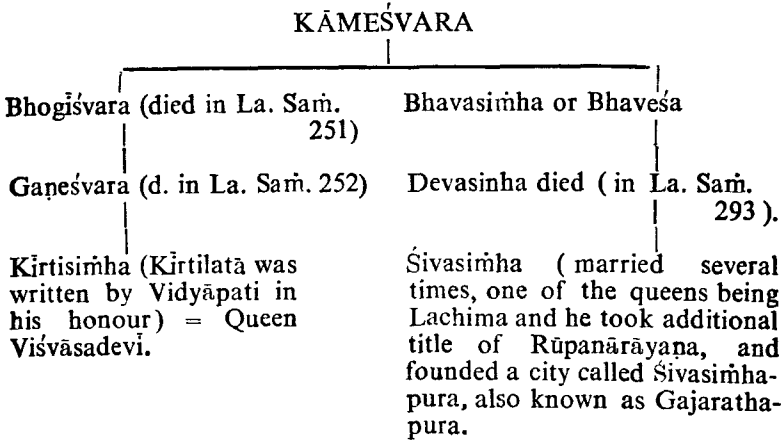 KĀMEŚVARA
Bhogīśvara (died in La. Saṁ.
251)
Gaṇeśvara (d. in La. Saṁ. 252)
Kīrtisiṁha (Kīrtilatā was
written by Vidyāpati in
his honour) = Queen
Viśvāsadevī.
Bhavasiṁha or Bhaveśa
Devasinha died ( in La. Saṁ.
293 ).
Śivasiṁha ( married several
times, one of the queens being
Lachima and he took additional
title of Rūpanārāyaṇa, and
founded a city called Śivasiṁha-
pura, also known as Gajaratha-
pura.